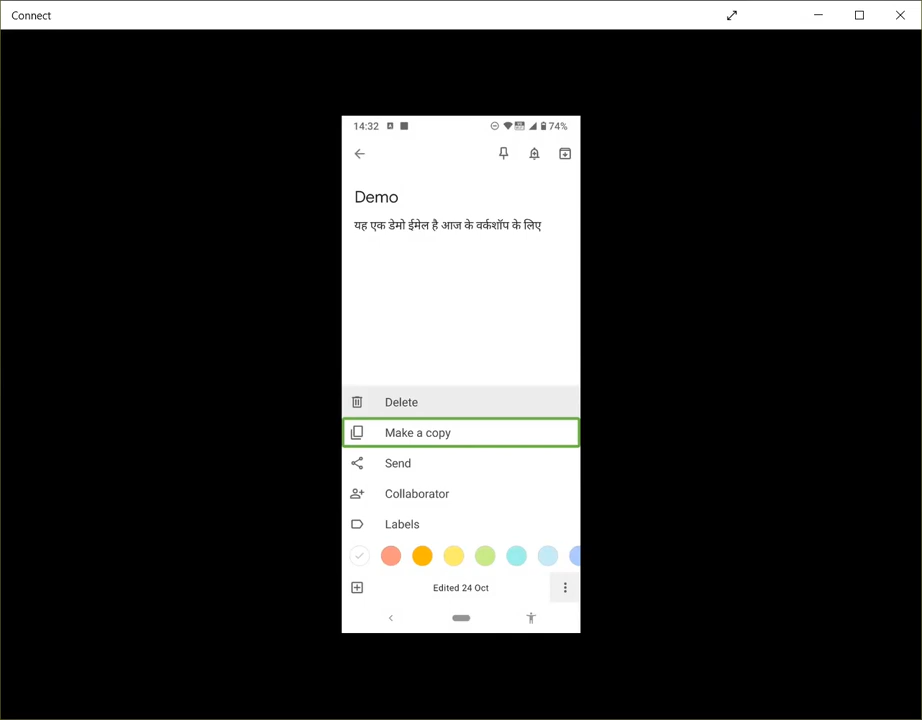 Connect
14:32 74%
Demo
यह एक डेमो ईमेल है आज के वर्कशॉप के लिए
Delete
Make a copy
Send
Collaborator
Labels
Edited 24 Oct